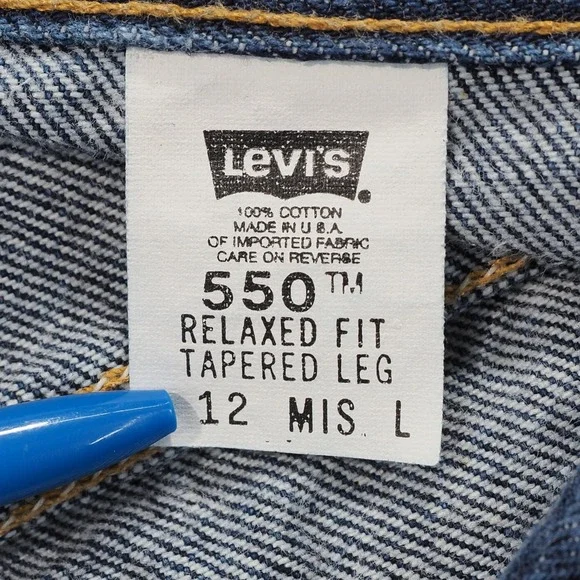 Levi's
100% COTTON
MADE IN U.S.A.
OF IMPORTED FABRIC
CARE ON REVERSE
550™
RELAXED FIT
TAPERED LEG
12 MIS L